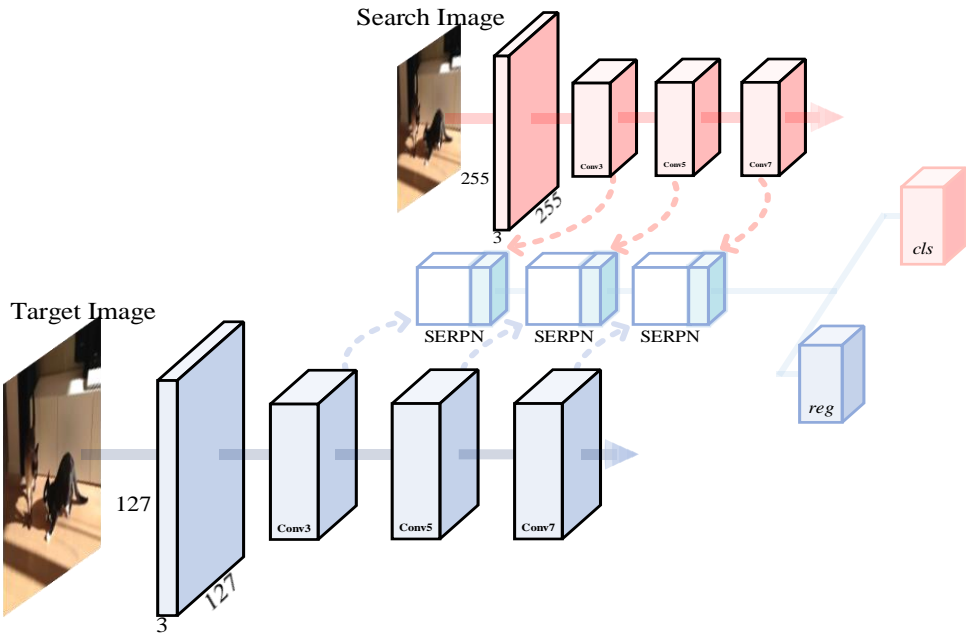 Search Image
255
255
3
Conv3
Conv5
Conv7
cls
SERPN
SERPN
SERPN
reg
Target Image
127
127
3
Conv3
Conv5
Conv7